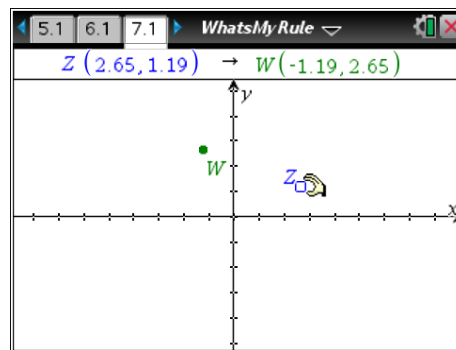 5.1 6.1 7.1 WhatsMyRule
Z (2.65,1.19) → W(-1.19,2.65)
y
W
Z
x